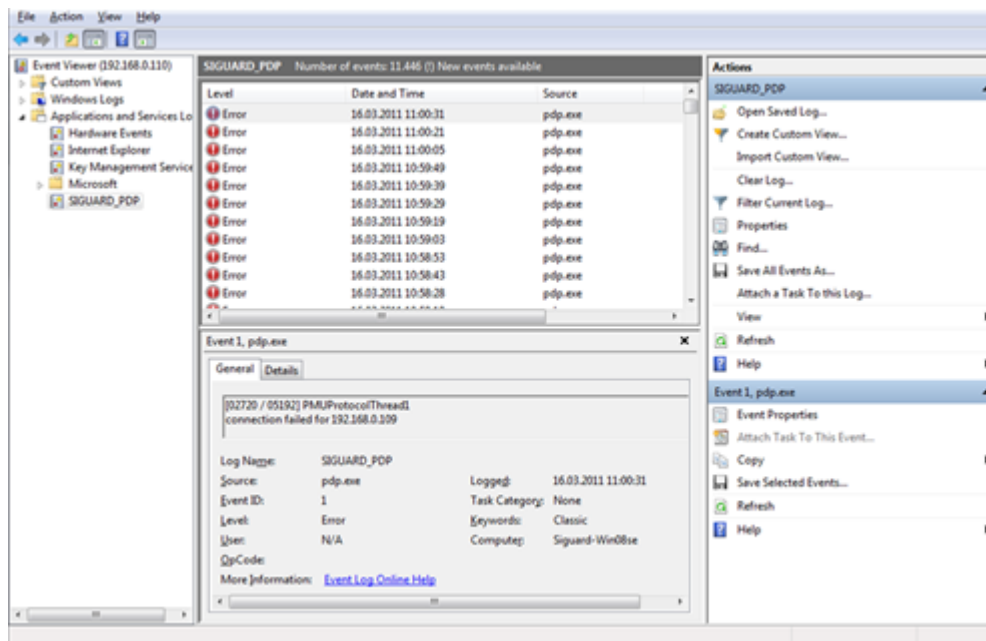 File Action View Help
Event Viewer (192.168.0.110)
Custom Views
Windows Logs
Applications and Services Lo
Hardware Events
Internet Explorer
Key Management Service
Microsoft
SIGUARD_PDP
SIGUARD_PDP Number of events: 11.446 (!) New events available
Level Date and Time Source
Error 16.03.2011 11:00:31 pdp.exe
Error 16.03.2011 11:00:21 pdp.exe
Error 16.03.2011 11:00:05 pdp.exe
Error 16.03.2011 10:59:49 pdp.exe
Error 16.03.2011 10:59:39 pdp.exe
Error 16.03.2011 10:59:29 pdp.exe
Error 16.03.2011 10:59:19 pdp.exe
Error 16.03.2011 10:59:03 pdp.exe
Error 16.03.2011 10:58:53 pdp.exe
Error 16.03.2011 10:58:43 pdp.exe
Error 16.03.2011 10:58:28 pdp.exe
Event 1, pdp.exe
General Details
[02720 / 05192] PMUProtocolThread1
connection failed for 192.168.0.109
Log Name: SIGUARD_PDP
Source: pdp.exe Logged: 16.03.2011 11:00:31
Event ID: 1 Task Category: None
Level: Error Keywords: Classic
User: N/A Computer: Siguard-Win08se
OpCode:
More Information: Event Log Online Help
Actions
SIGUARD_PDP
Open Saved Log...
Create Custom View...
Import Custom View...
Clear Log...
Filter Current Log...
Properties
Find...
Save All Events As...
Attach a Task To this Log...
View
Refresh
Help
Event 1, pdp.exe
Event Properties
Attach Task To This Event...
Copy
Save Selected Events...
Refresh
Help